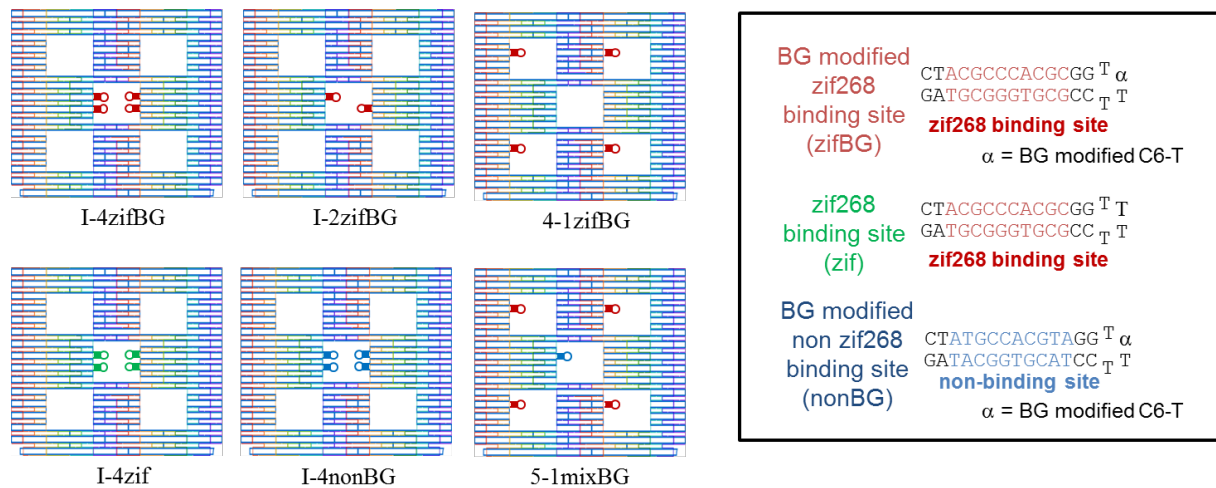 I-4zifBG
I-2zifBG
4-1zifBG
I-4zif
I-4nonBG
5-1mixBG
BG modified
zif268
binding site
(zifBG)
CTACGCCCACGCGG T α
GATGCGGGTGCGCC T T
zif268 binding site
α = BG modified C6-T
zif268
binding site
(zif)
CTACGCCCACGCGG T T
GATGCGGGTGCGCC T T
zif268 binding site
BG modified
non zif268
binding site
(nonBG)
CTATGCCACGTAGG T α
GATACGGTGCATCC T T
non-binding site
α = BG modified C6-T